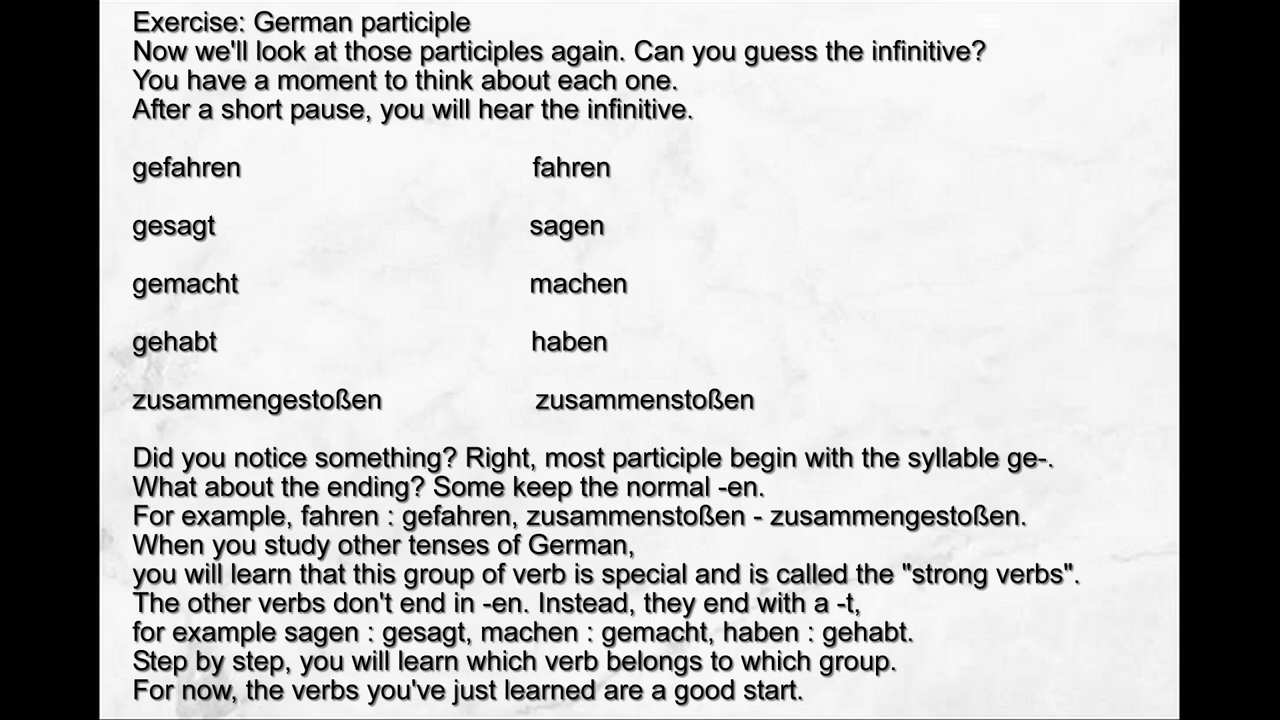 Exercise: German participle
Now we'll look at those participles again. Can you guess the infinitive?
You have a moment to think about each one.
After a short pause, you will hear the infinitive.
gefahren fahren
gesagt sagen
gemacht machen
gehabt haben
zusammengestoßen zusammenstoßen
Did you notice something? Right, most participle begin with the syllable ge-.
What about the ending? Some keep the normal -en.
For example, fahren : gefahren, zusammenstoßen - zusammengestoßen.
When you study other tenses of German,
you will learn that this group of verb is special and is called the "strong verbs".
The other verbs don't end in -en. Instead, they end with a -t,
for example sagen : gesagt, machen : gemacht, haben : gehabt.
Step by step, you will learn which verb belongs to which group.
For now, the verbs you've just learned are a good start.